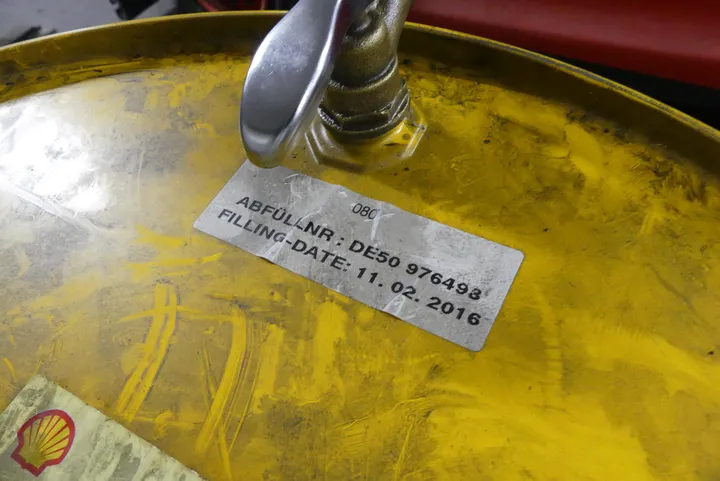 080
ABFÜLLNR : DE50 976498
FILLING-DATE: 11. 02. 2016